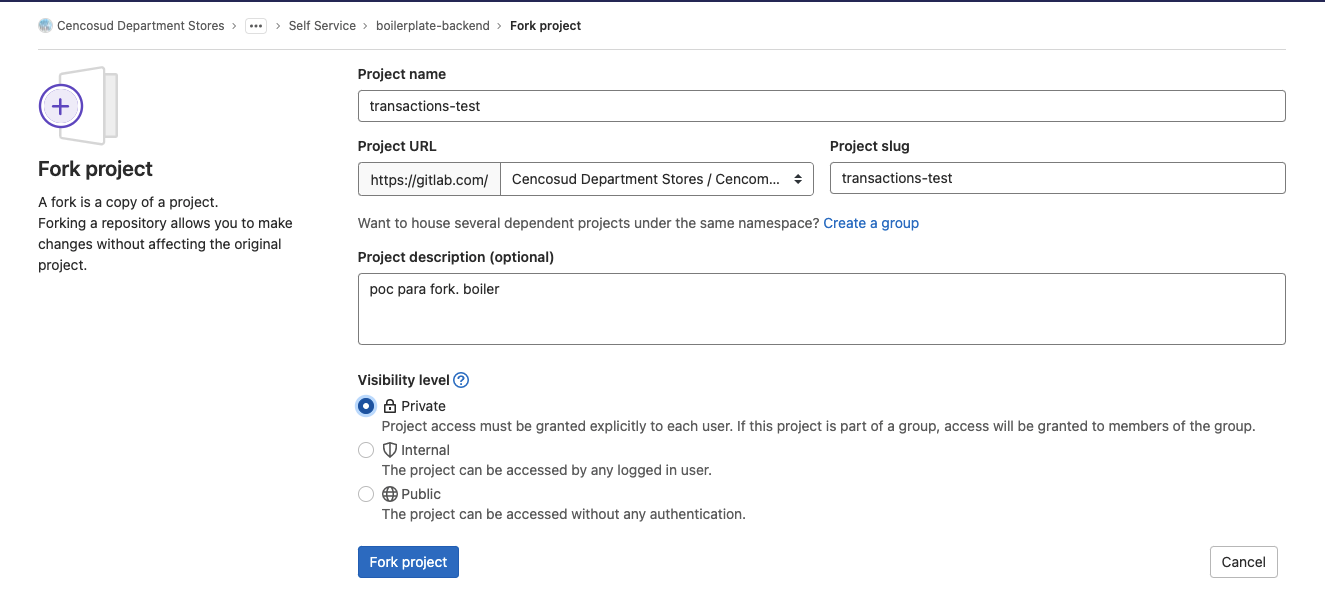 Cencosud Department Stores › ••• › Self Service › boilerplate-backend › Fork project
Fork project
A fork is a copy of a project.
Forking a repository allows you to make
changes without affecting the original
project.
Project name
transactions-test
Project URL
https://gitlab.com/ Cencosud Department Stores / Cencom...
Project slug
transactions-test
Want to house several dependent projects under the same namespace? Create a group
Project description (optional)
poc para fork. boiler
Visibility level ?
Private
Project access must be granted explicitly to each user. If this project is part of a group, access will be granted to members of the group.
Internal
The project can be accessed by any logged in user.
Public
The project can be accessed without any authentication.
Fork project
Cancel